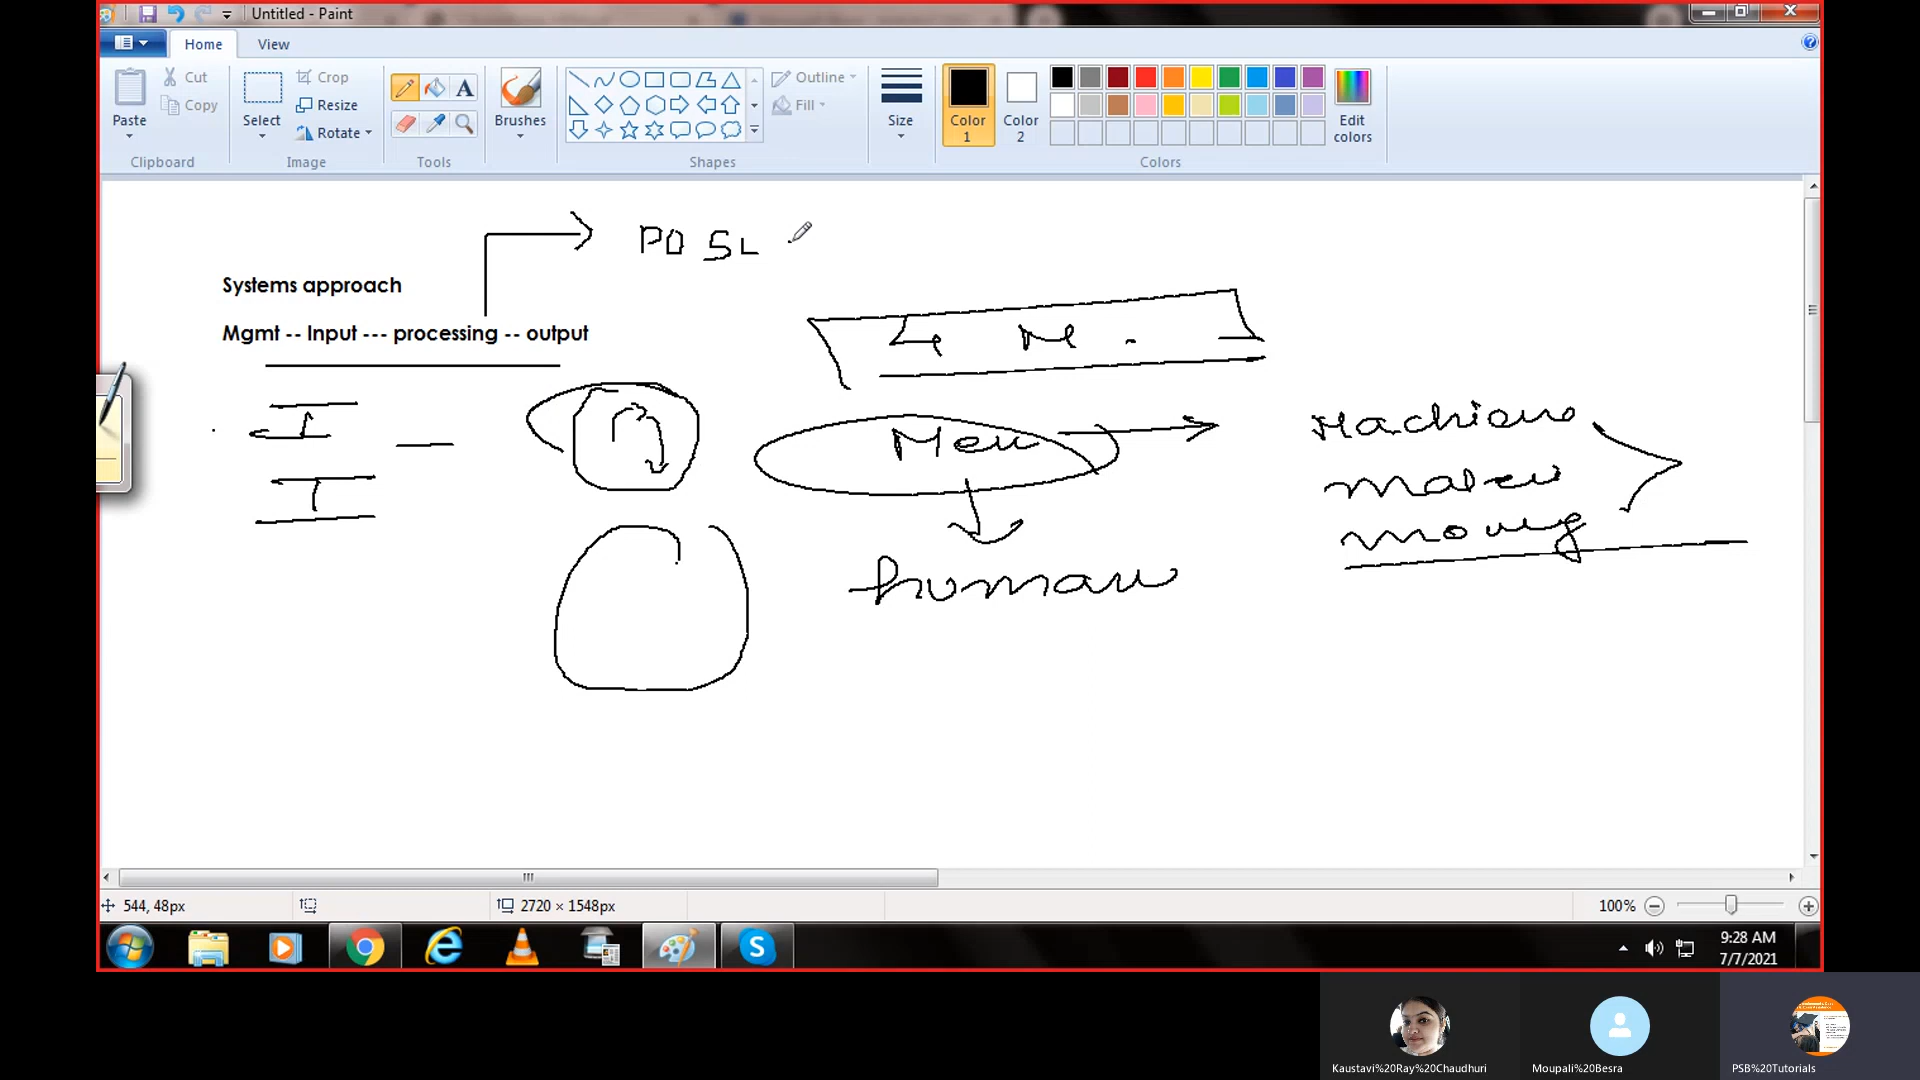 Untitled - Paint
Home View
Paste Cut Copy Select Crop Resize Rotate Brushes Outline Fill Size Color 1 Color 2 Edit colors
Clipboard Image Tools Shapes Colors
PO SL
Systems approach
Mgmt -- Input --- processing -- output
4 M.
Men
human
money
544, 48px 2720 × 1548px 100%
9:28 AM
7/7/2021
Kaustavi%20Ray%20Chaudhuri Moupali%20Besra PSB%20Tutorials